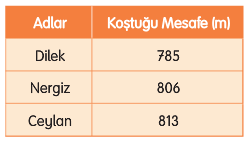 Adlar Koştuğu Mesafe (m)
Dilek 785
Nergiz 806
Ceylan 813